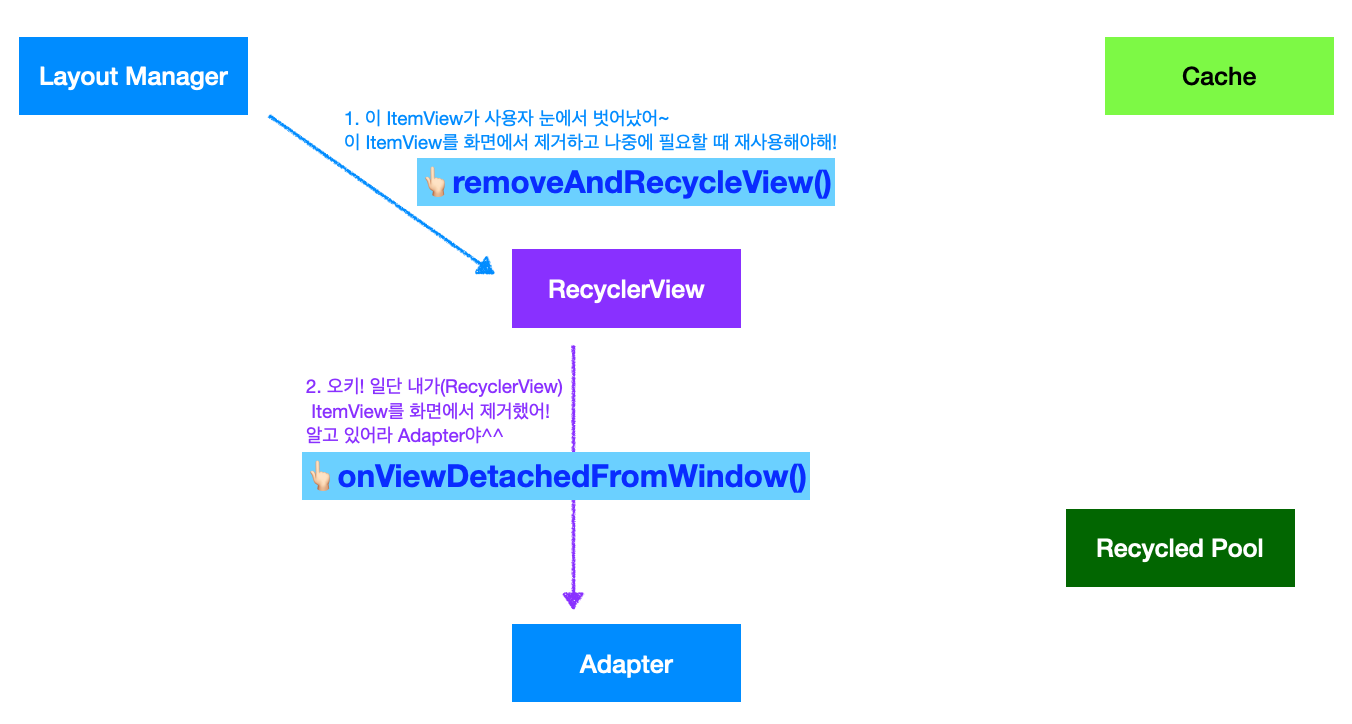 Layout Manager
Cache
1. 이 ItemView가 사용자 눈에서 벗어났어~
이 ItemView를 화면에서 제거하고 나중에 필요할 때 재사용해야해!
👆🏻removeAndRecycleView()
RecyclerView
2. 오키! 일단 내가(RecyclerView)
ItemView를 화면에서 제거했어!
알고 있어라 Adapter야^^
👆🏻onViewDetachedFromWindow()
Recycled Pool
Adapter